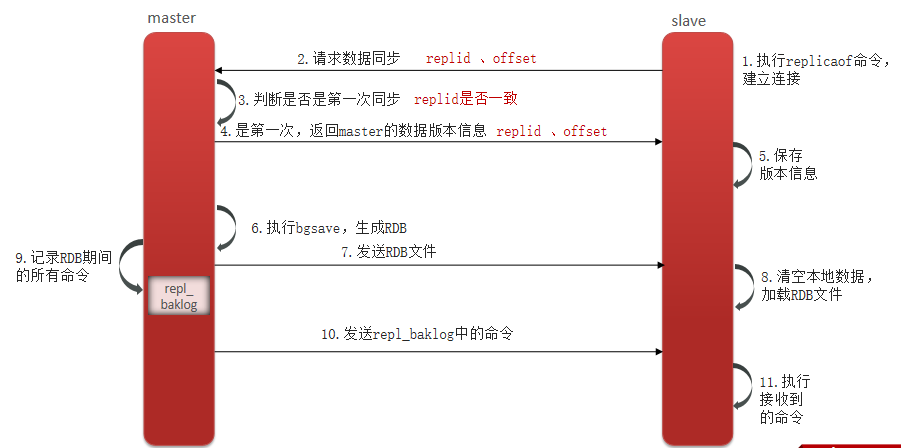 master
slave
2.请求数据同步 replid 、offset
1.执行replicaof命令，
建立连接
3.判断是否是第一次同步 replid是否一致
4.是第一次，返回master的数据版本信息 replid 、offset
5.保存
版本信息
6.执行bgsave，生成RDB
7.发送RDB文件
9.记录RDB期间
的所有命令
repl_
baklog
8.清空本地数据，
加载RDB文件
10.发送repl_baklog中的命令
11.执行
接收到
的命令